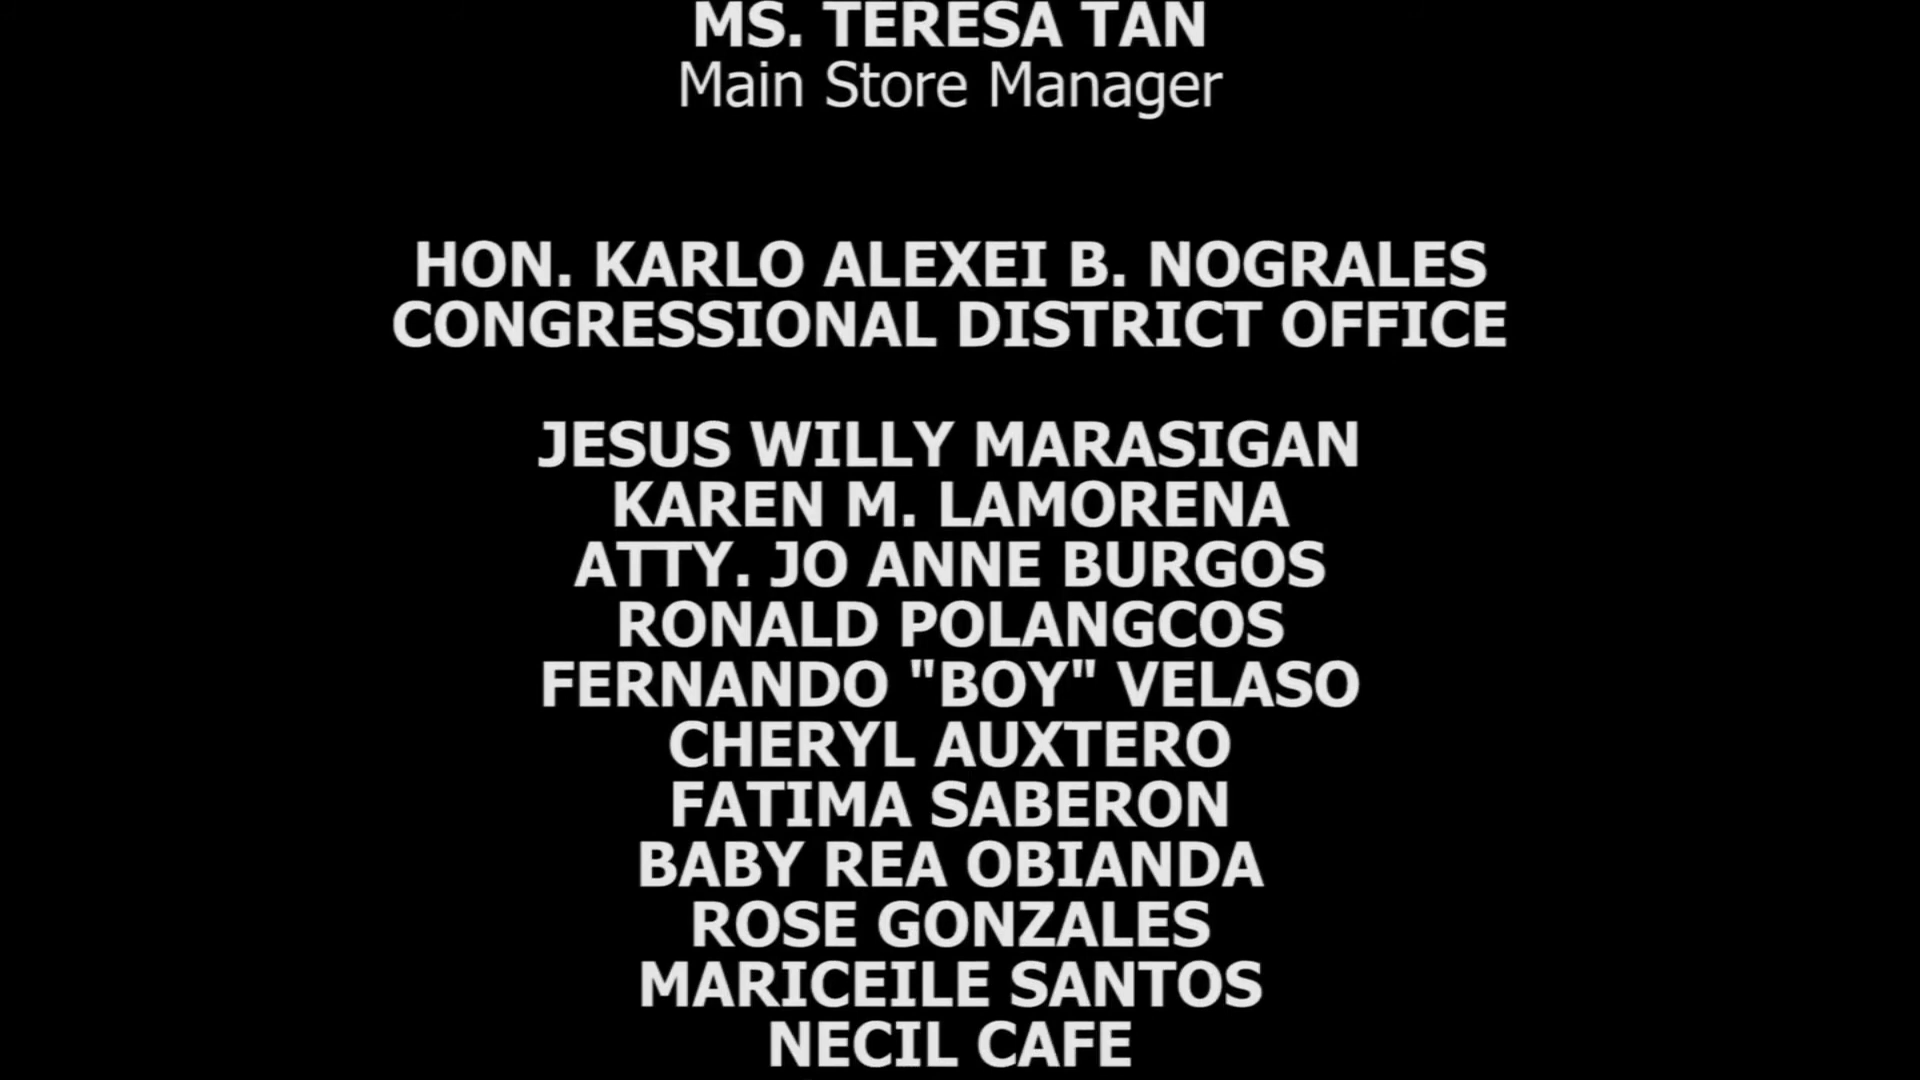 MS. TERESA TAN
Main Store Manager
HON. KARLO ALEXEI B. NOGRALES
CONGRESSIONAL DISTRICT OFFICE
JESUS WILLY MARASIGAN
KAREN M. LAMORENA
ATTY. JO ANNE BURGOS
RONALD POLANGCOS
FERNANDO "BOY" VELASO
CHERYL AUXTERO
FATIMA SABERON
BABY REA OBIANDA
ROSE GONZALES
MARICEILE SANTOS
NECIL CAFE